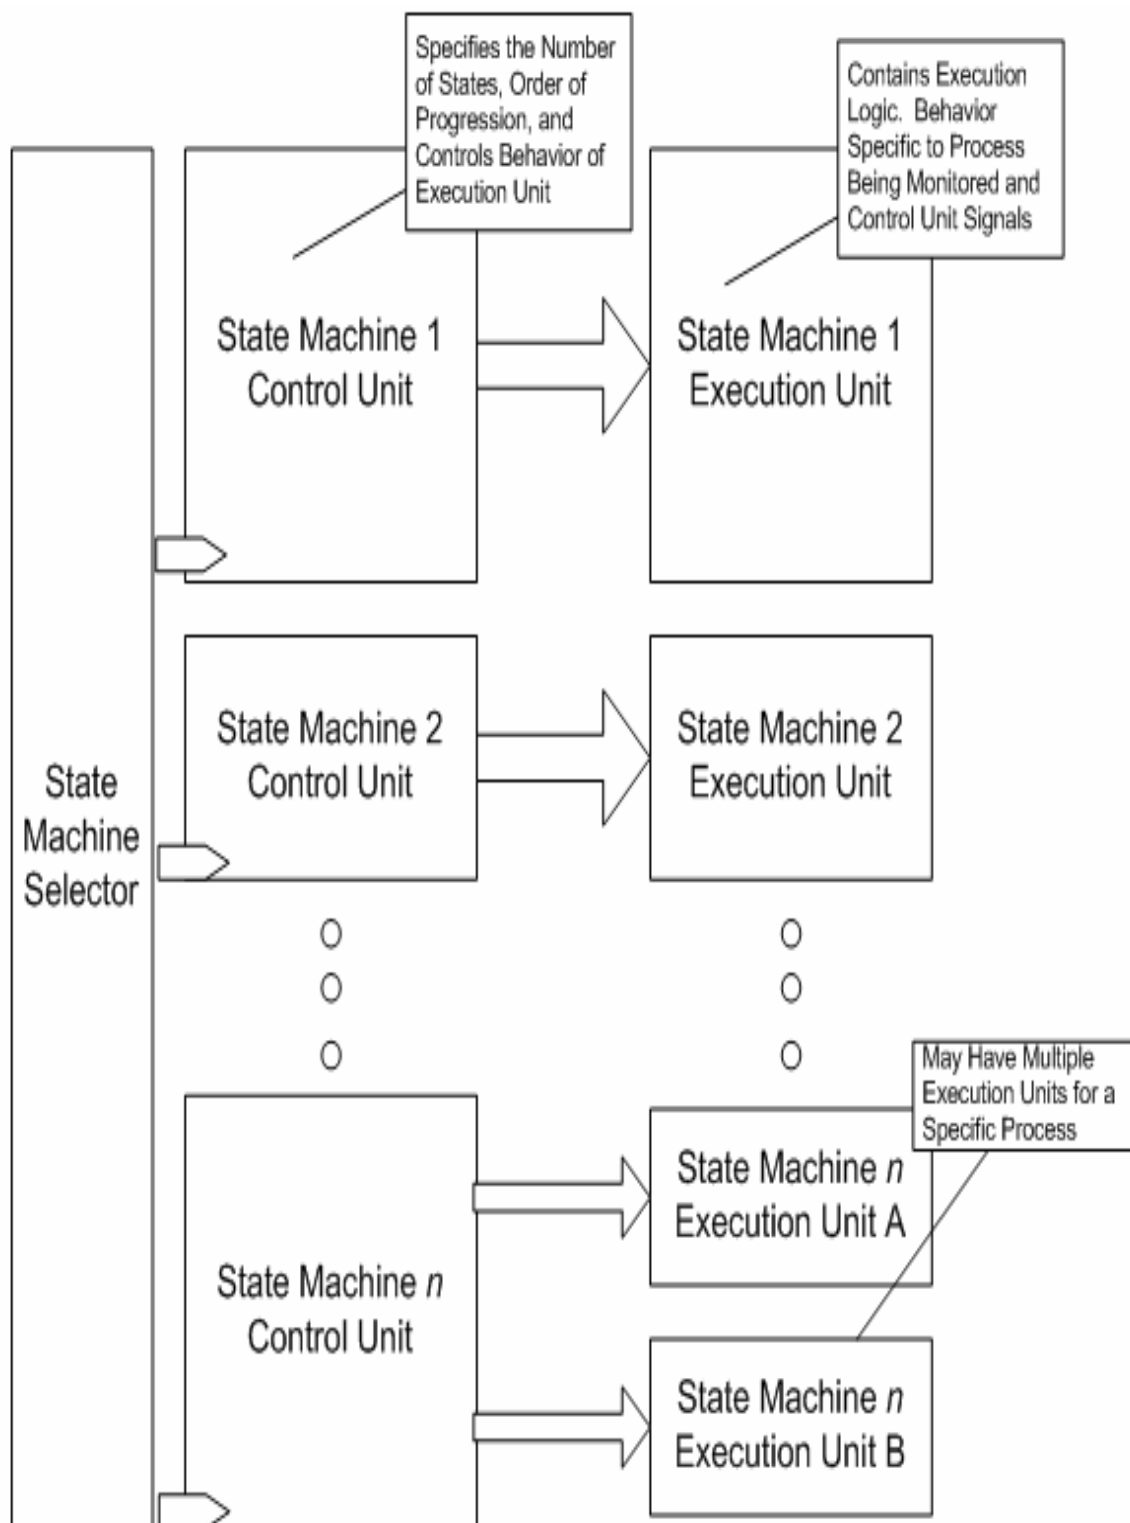 Specifies the Number
of States, Order of
Progression, and
Controls Behavior of
Execution Unit
Contains Execution
Logic. Behavior
Specific to Process
Being Monitored and
Control Unit Signals
State Machine 1
Control Unit
State Machine 1
Execution Unit
State Machine 2
Control Unit
State Machine 2
Execution Unit
State
Machine
Selector
May Have Multiple
Execution Units for a
Specific Process
State Machine n
Control Unit
State Machine n
Execution Unit A
State Machine n
Execution Unit B